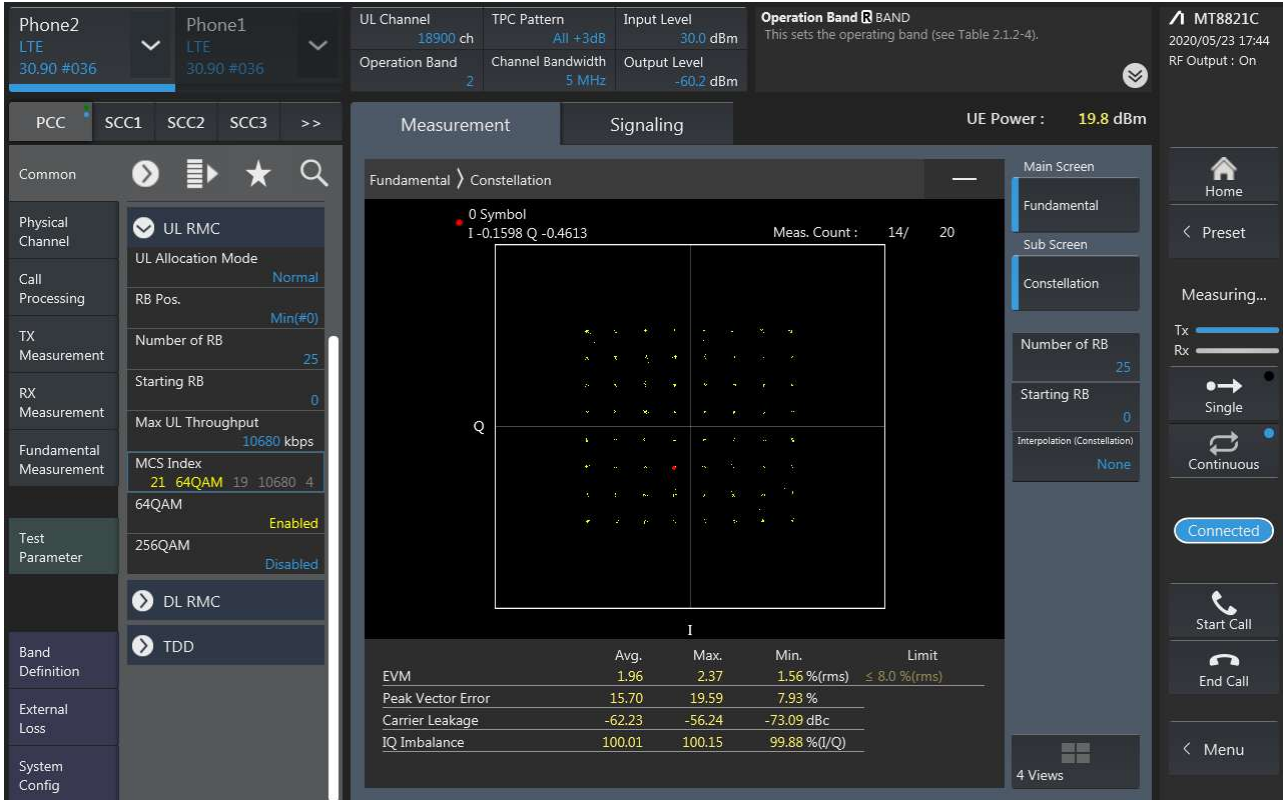 Phone2
LTE
30.90 #036
Phone1
LTE
30.90 #036
UL Channel
18900 ch
TPC Pattern
All +3dB
Input Level
30.0 dBm
Operation Band
2
Channel Bandwidth
5 MHz
Output Level
-60.2 dBm
Operation Band R BAND
This sets the operating band (see Table 2.1.2-4).
MT8821C
2020/05/23 17:44
RF Output : On
PCC SCC1 SCC2 SCC3 >>
Measurement
Signaling
UE Power : 19.8 dBm
Common
Physical
Channel
Call
Processing
TX
Measurement
RX
Measurement
Fundamental
Measurement
Test
Parameter
Band
Definition
External
Loss
System
Config
UL RMC
UL Allocation Mode
Normal
RB Pos.
Min(#0)
Number of RB
25
Starting RB
0
Max UL Throughput
10680 kbps
MCS Index
21 64QAM 19 10680 4
64QAM
Enabled
256QAM
Disabled
DL RMC
TDD
Fundamental 〉 Constellation
0 Symbol
I -0.1598 Q -0.4613
Meas. Count : 14/ 20
Q
I
Avg. Max. Min. Limit
EVM 1.96 2.37 1.56 %(rms) ≤ 8.0 %(rms)
Peak Vector Error 15.70 19.59 7.93 %
Carrier Leakage -62.23 -56.24 -73.09 dBc
IQ Imbalance 100.01 100.15 99.88 %(I/Q)
Main Screen
Fundamental
Sub Screen
Constellation
Number of RB
25
Starting RB
0
Interpolation (Constellation)
None
4 Views
Home
< Preset
Measuring...
Tx
Rx
Single
Continuous
Connected
Start Call
End Call
< Menu